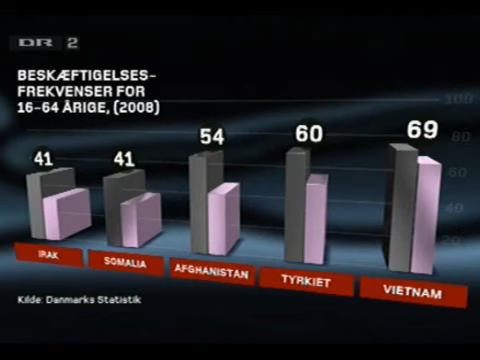 DR 2
BESKÆFTIGELSES-
FREKVENSER FOR
16-64 ÅRIGE, (2008)
100
80
60
40
20
41
41
54
60
69
IRAK
SOMALIA
AFGHANISTAN
TYRKIET
VIETNAM
Kilde: Danmarks Statistik